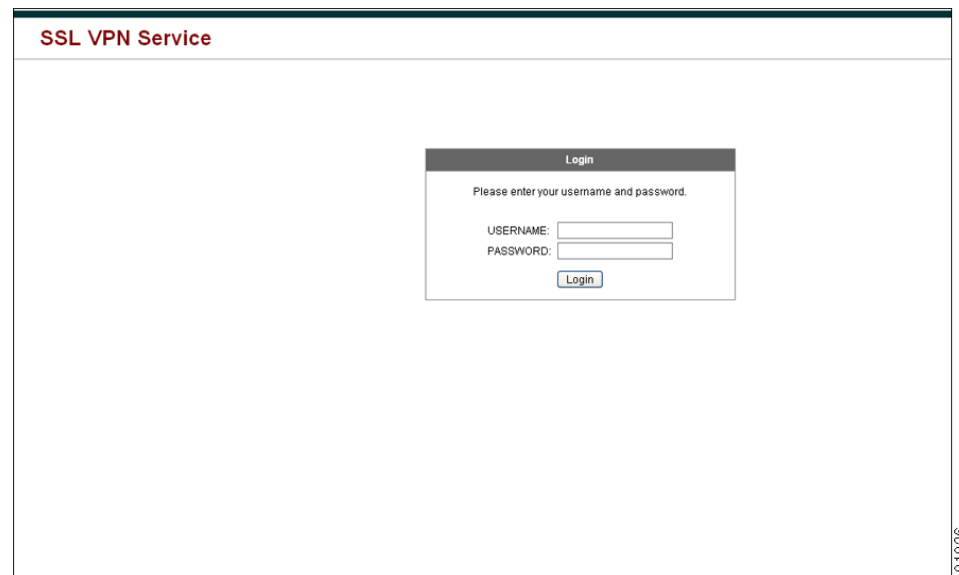 SSL VPN Service
Login
Please enter your username and password.
USERNAME:
PASSWORD:
Login